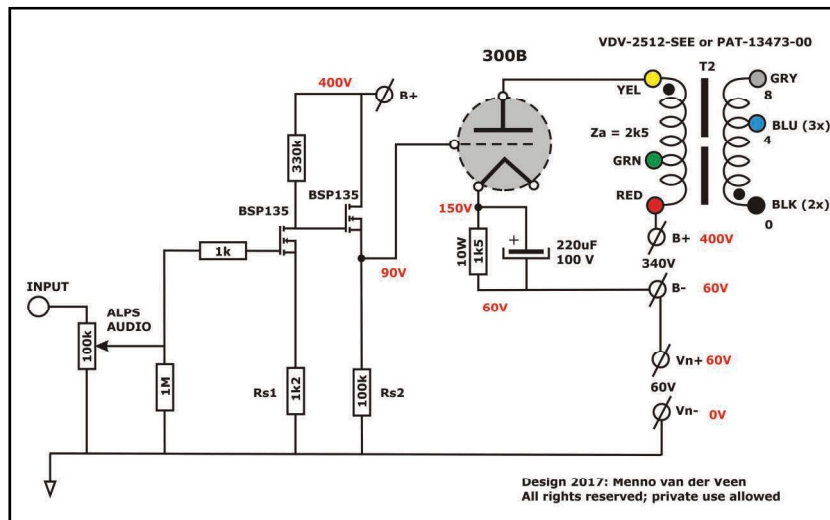 VDV-2512-SEE or PAT-13473-00
300B
T2
YEL
GRY
8
400V
B+
Za = 2k5
BLU (3x)
4
330k
GRN
BSP135
RED
BLK (2x)
0
BSP135
150V
B+ 400V
1k
10W
1k5
+
220uF
100 V
340V
90V
B- 60V
INPUT
60V
ALPS
AUDIO
100k
Vn+ 60V
60V
1M
Rs1
1k2
100k
Rs2
Vn- 0V
Design 2017: Menno van der Veen
All rights reserved; private use allowed